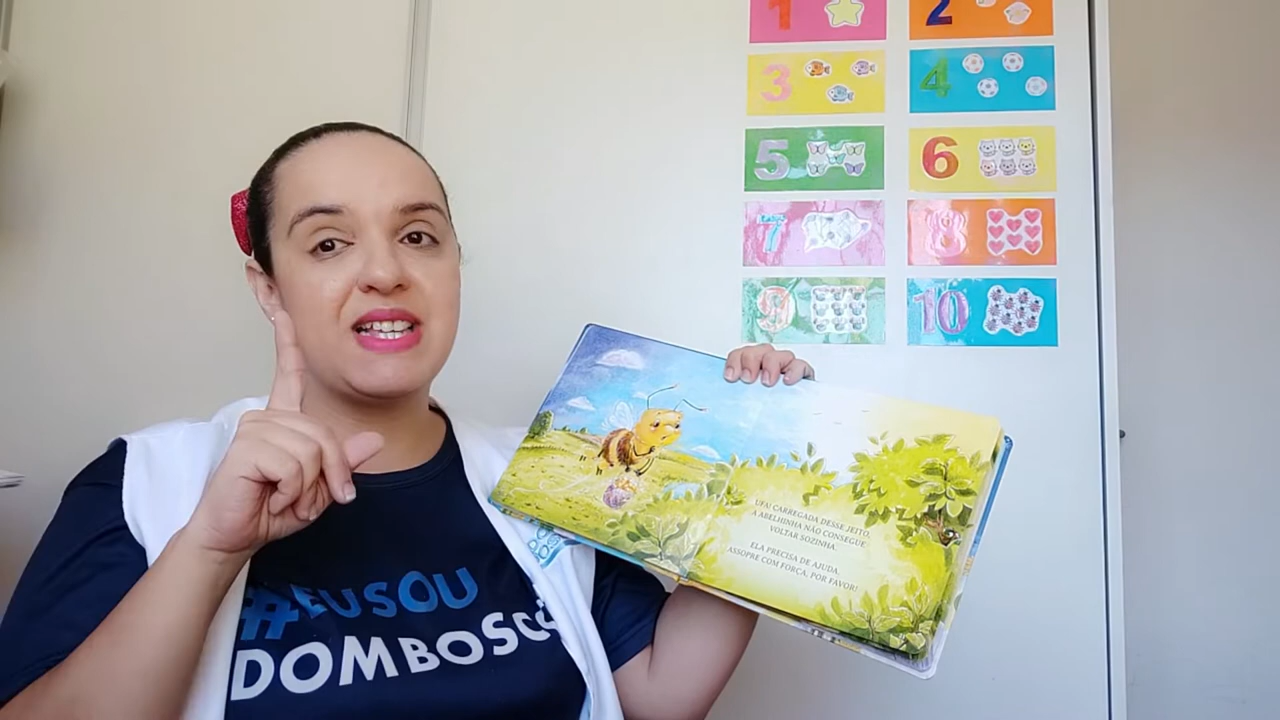 1
2
3
4
5
6
7
8
9
10
UFA! CARREGADA DESSE JEITO,
A ABELHINHA NÃO CONSEGUE
VOLTAR SOZINHA.
ELA PRECISA DE AJUDA.
ASSOPRE COM FORÇA, POR FAVOR!
#EUSOU
DOMBOSCO